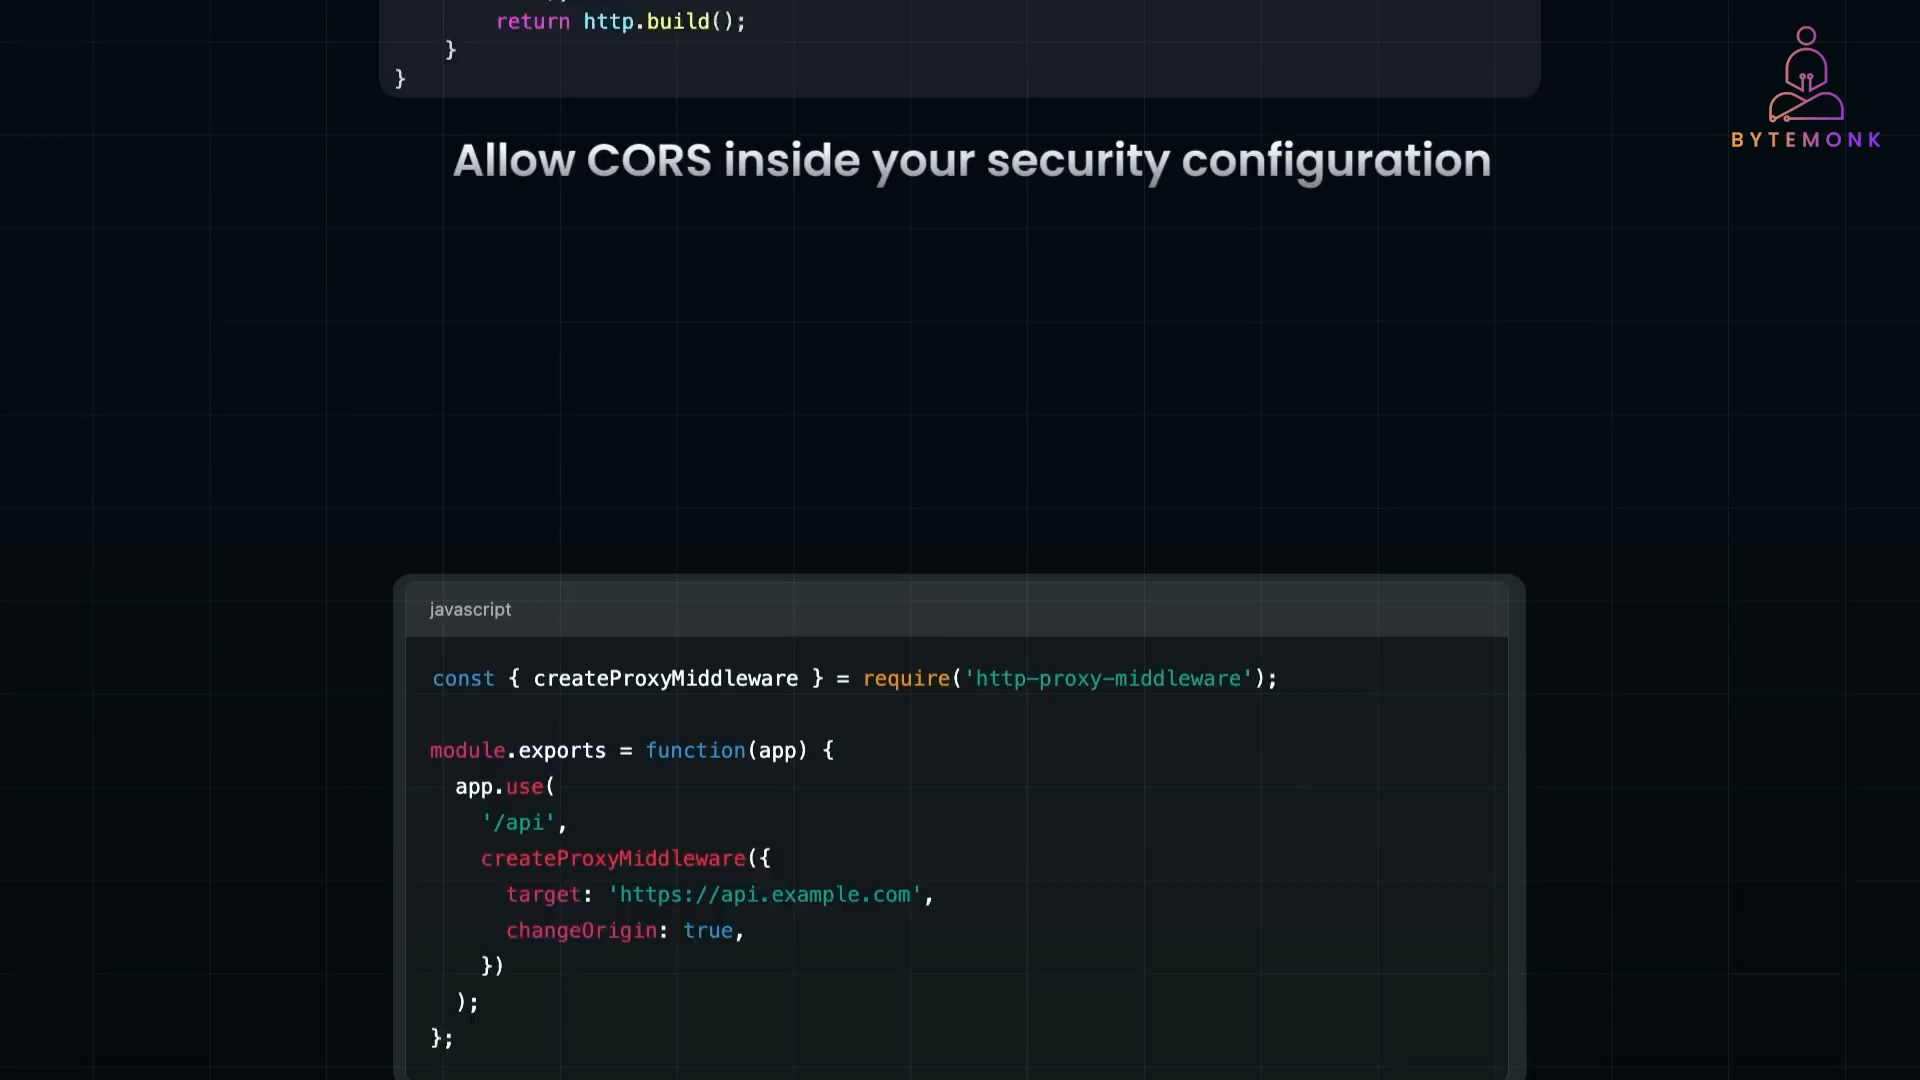 return http.build();
}
}
BYTEMONK
Allow CORS inside your security configuration
javascript
const { createProxyMiddleware } = require('http-proxy-middleware');
module.exports = function(app) {
app.use(
'/api',
createProxyMiddleware({
target: 'https://api.example.com',
changeOrigin: true,
})
);
};